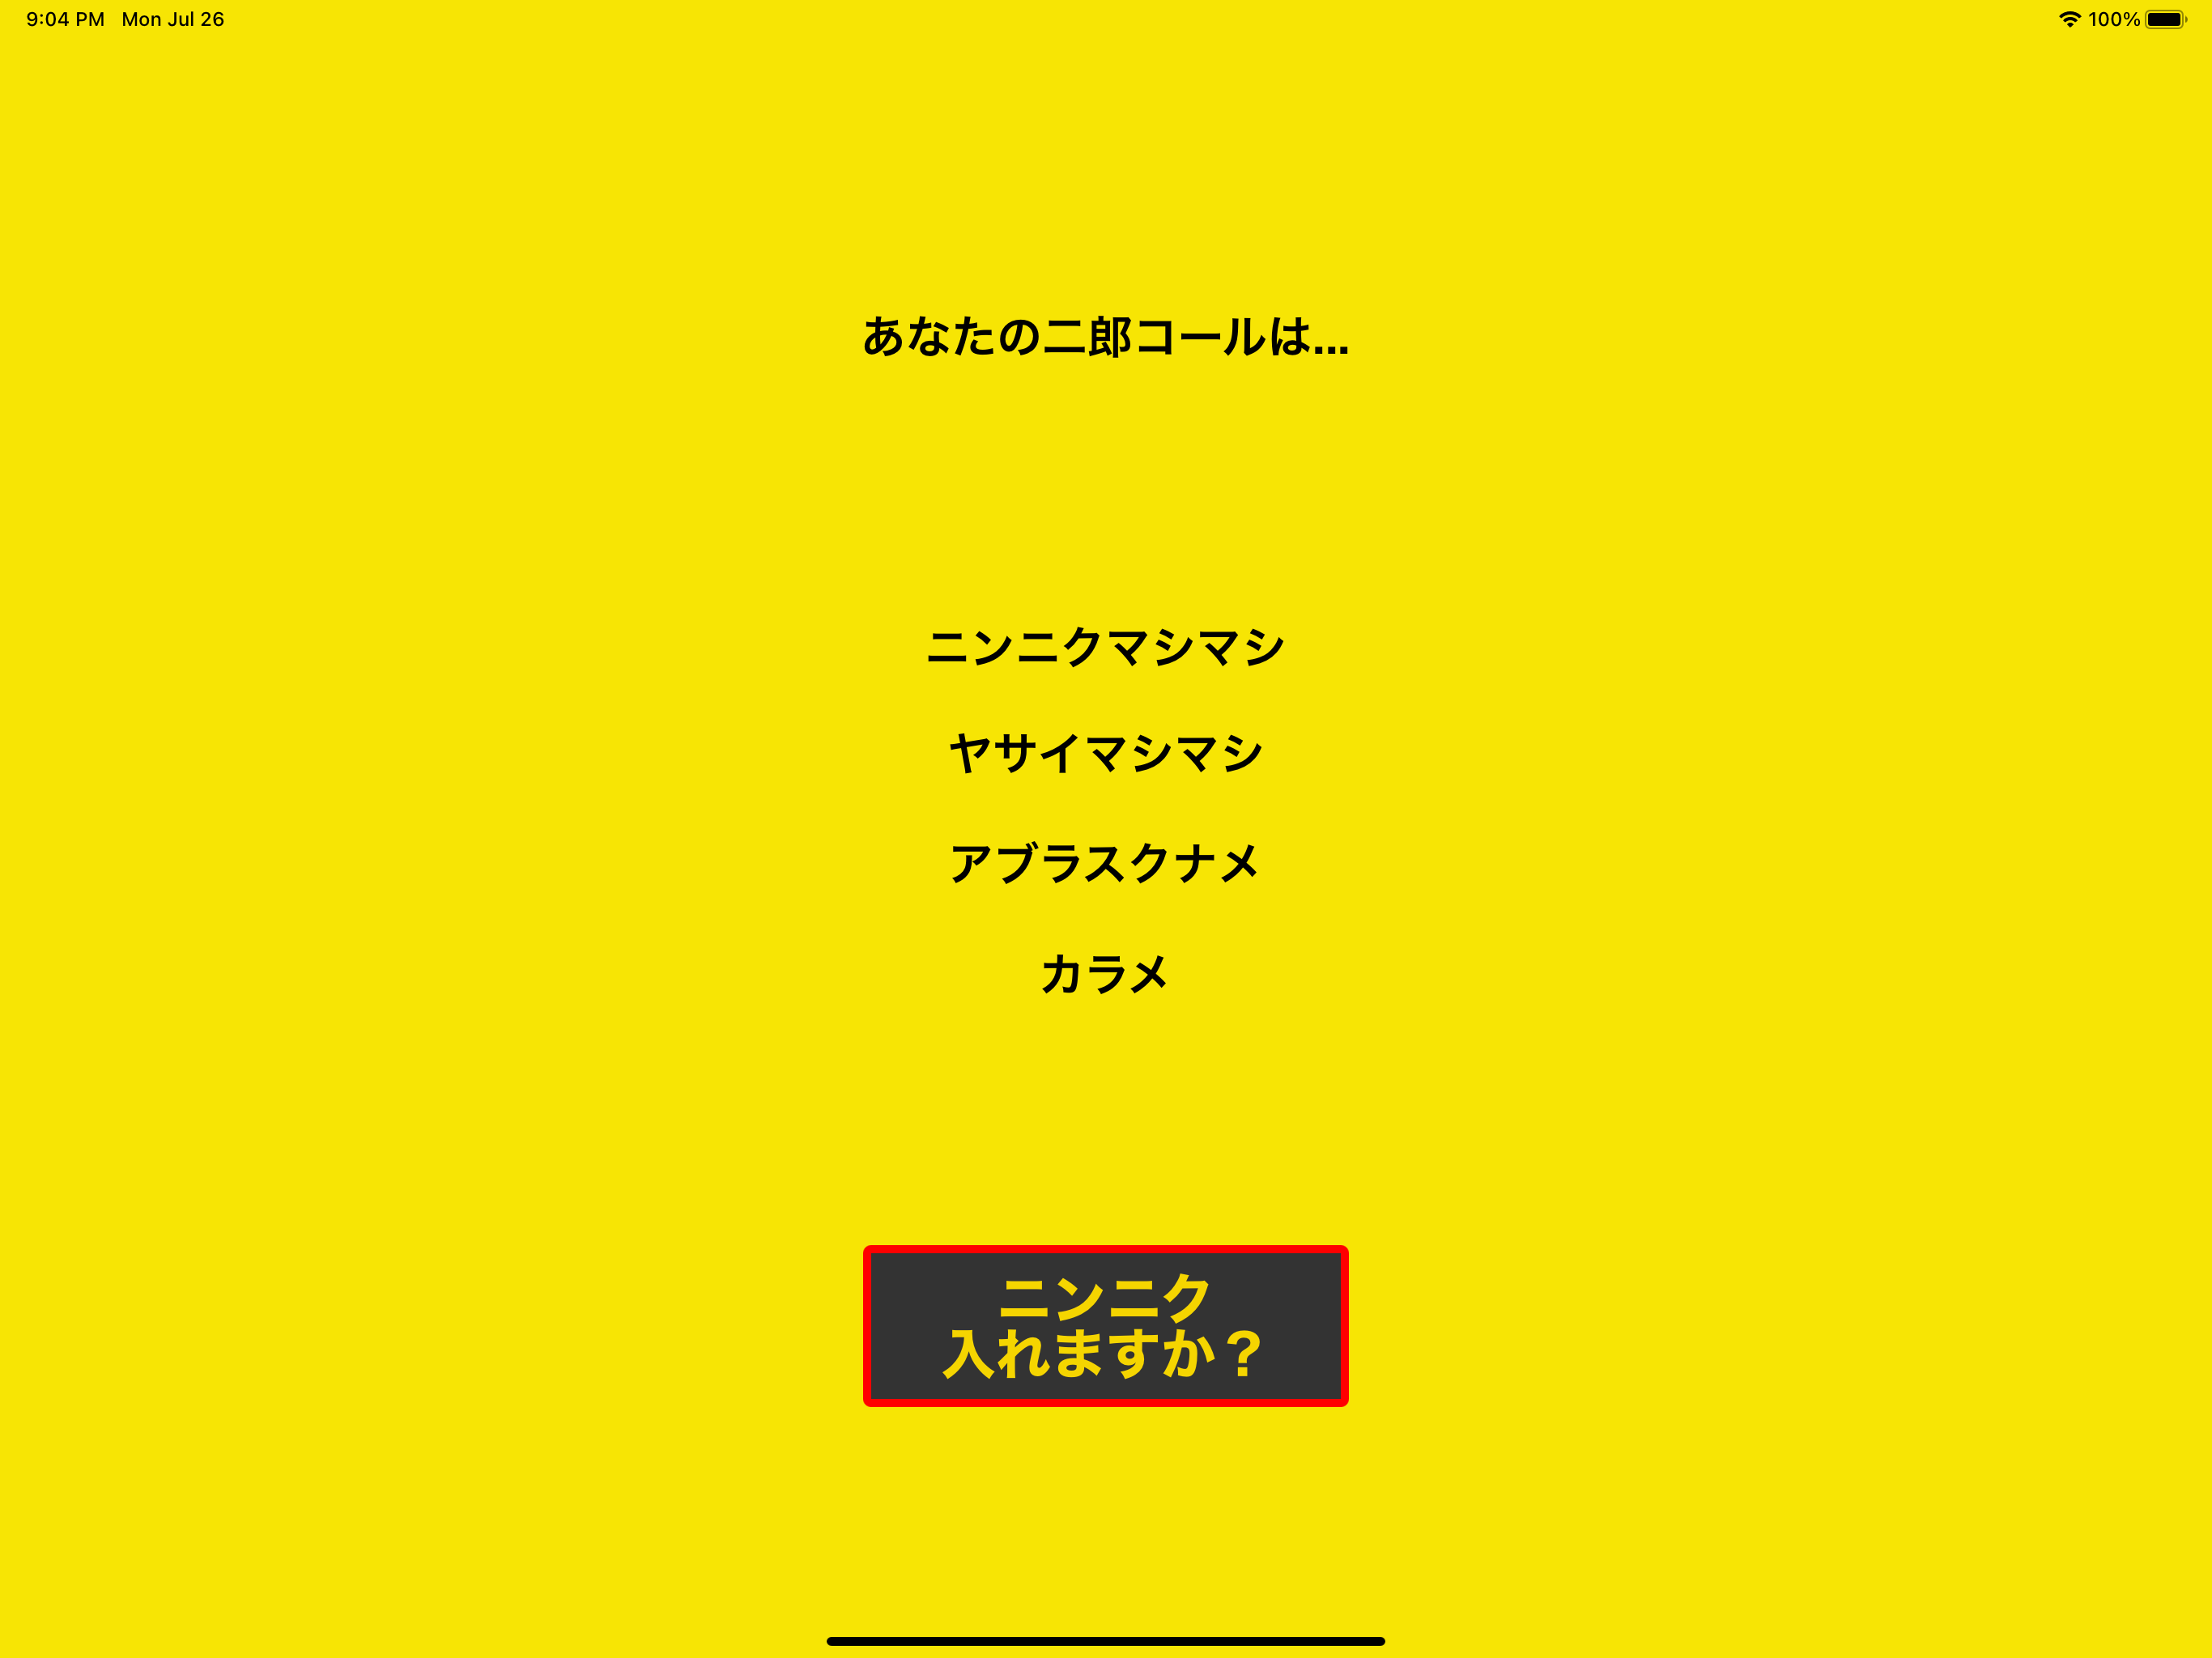 9:04 PM Mon Jul 26 100%
あなたの二郎コールは...
ニンニクマシマシ
ヤサイマシマシ
アブラスクナメ
カラメ
ニンニク
入れますか？